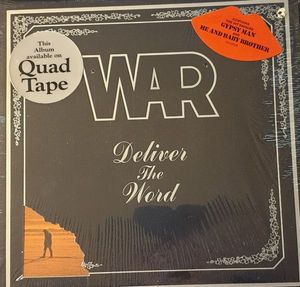 This
Album
available on
Quad
Tape
GYPSY MAN
ME AND BABY BROTHER
WAR
Deliver
The
Word